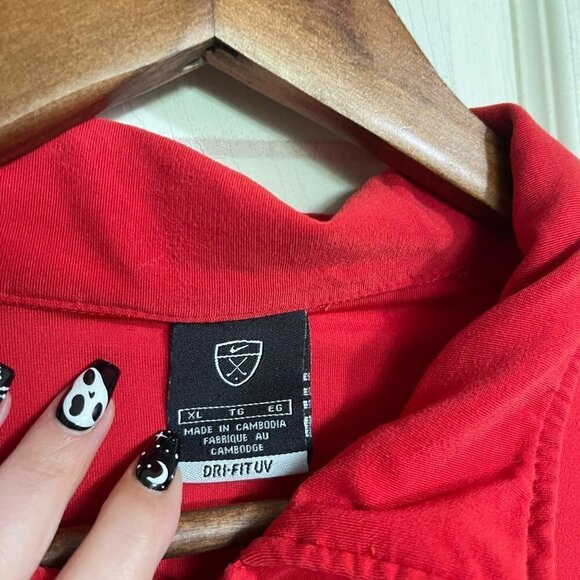 XL TG EG
MADE IN CAMBODIA
FABRIQUE AU
CAMBODGE
DRI-FIT UV